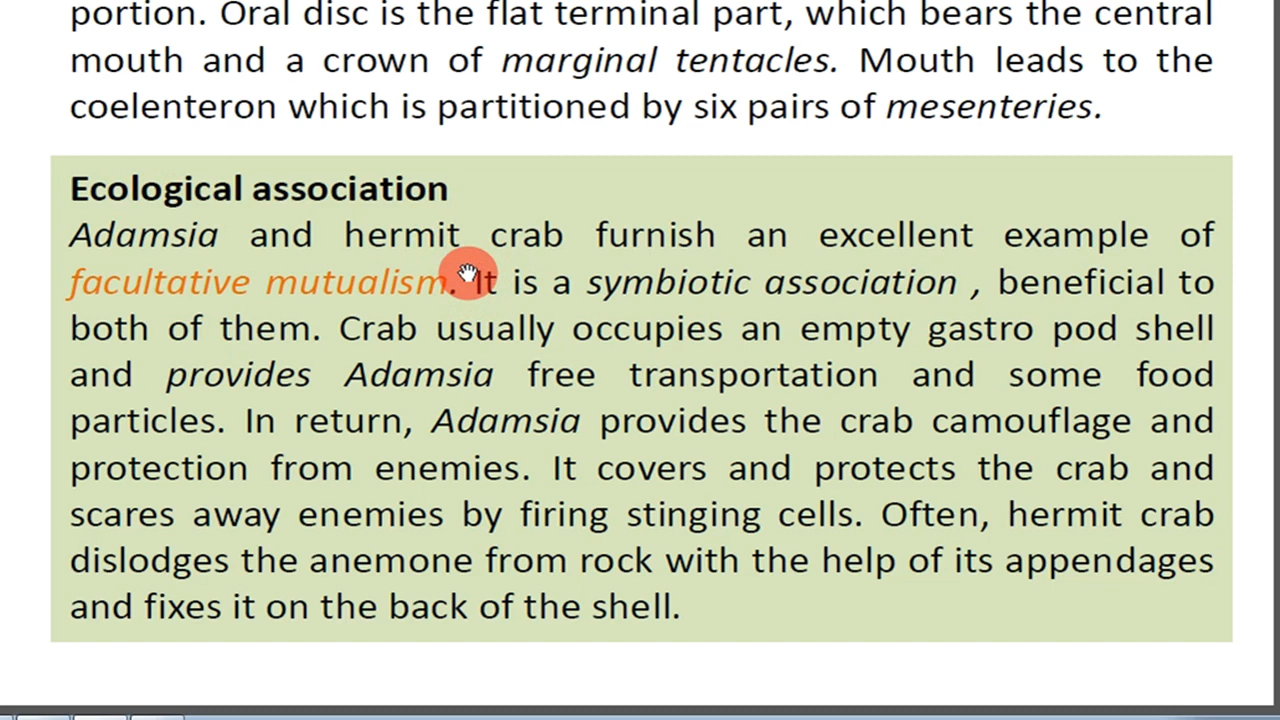 portion. Oral disc is the flat terminal part, which bears the central
mouth and a crown of marginal tentacles. Mouth leads to the
coelenteron which is partitioned by six pairs of mesenteries.
Ecological association
Adamsia and hermit crab furnish an excellent example of
facultative mutualism. It is a symbiotic association , beneficial to
both of them. Crab usually occupies an empty gastro pod shell
and provides Adamsia free transportation and some food
particles. In return, Adamsia provides the crab camouflage and
protection from enemies. It covers and protects the crab and
scares away enemies by firing stinging cells. Often, hermit crab
dislodges the anemone from rock with the help of its appendages
and fixes it on the back of the shell.